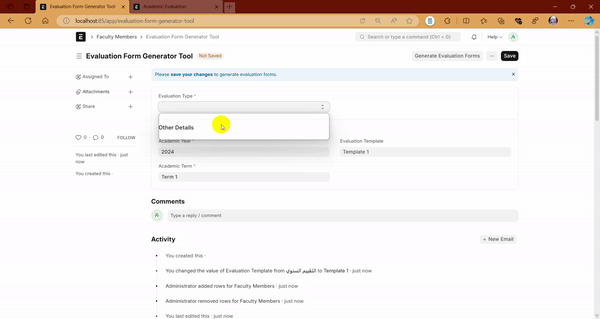 Evaluation Form Generator Tool
Academic Evaluation
localhost:85/app/evaluation-form-generator-tool
E
Faculty Members > Evaluation Form Generator Tool
Search or type a command (Ctrl + G)
Help
A
Evaluation Form Generator Tool
Not Saved
Generate Evaluation Forms
...
Save
Assigned To
+
Attachments
+
Share
+
0 · 0
FOLLOW
You last edited this · just now
You created this ·
Please save your changes to generate evaluation forms.
×
Evaluation Type *
Other Details
Academic Year *
2024
Evaluation Template
Template 1
Academic Term *
Term 1
Comments
A
Type a reply / comment
Activity
+ New Email
You created this ·
You changed the value of Evaluation Template from التقييم السنوي to Template 1 · just now
Administrator added rows for Faculty Members · just now
Administrator removed rows for Faculty Members · just now
You last edited this · just now